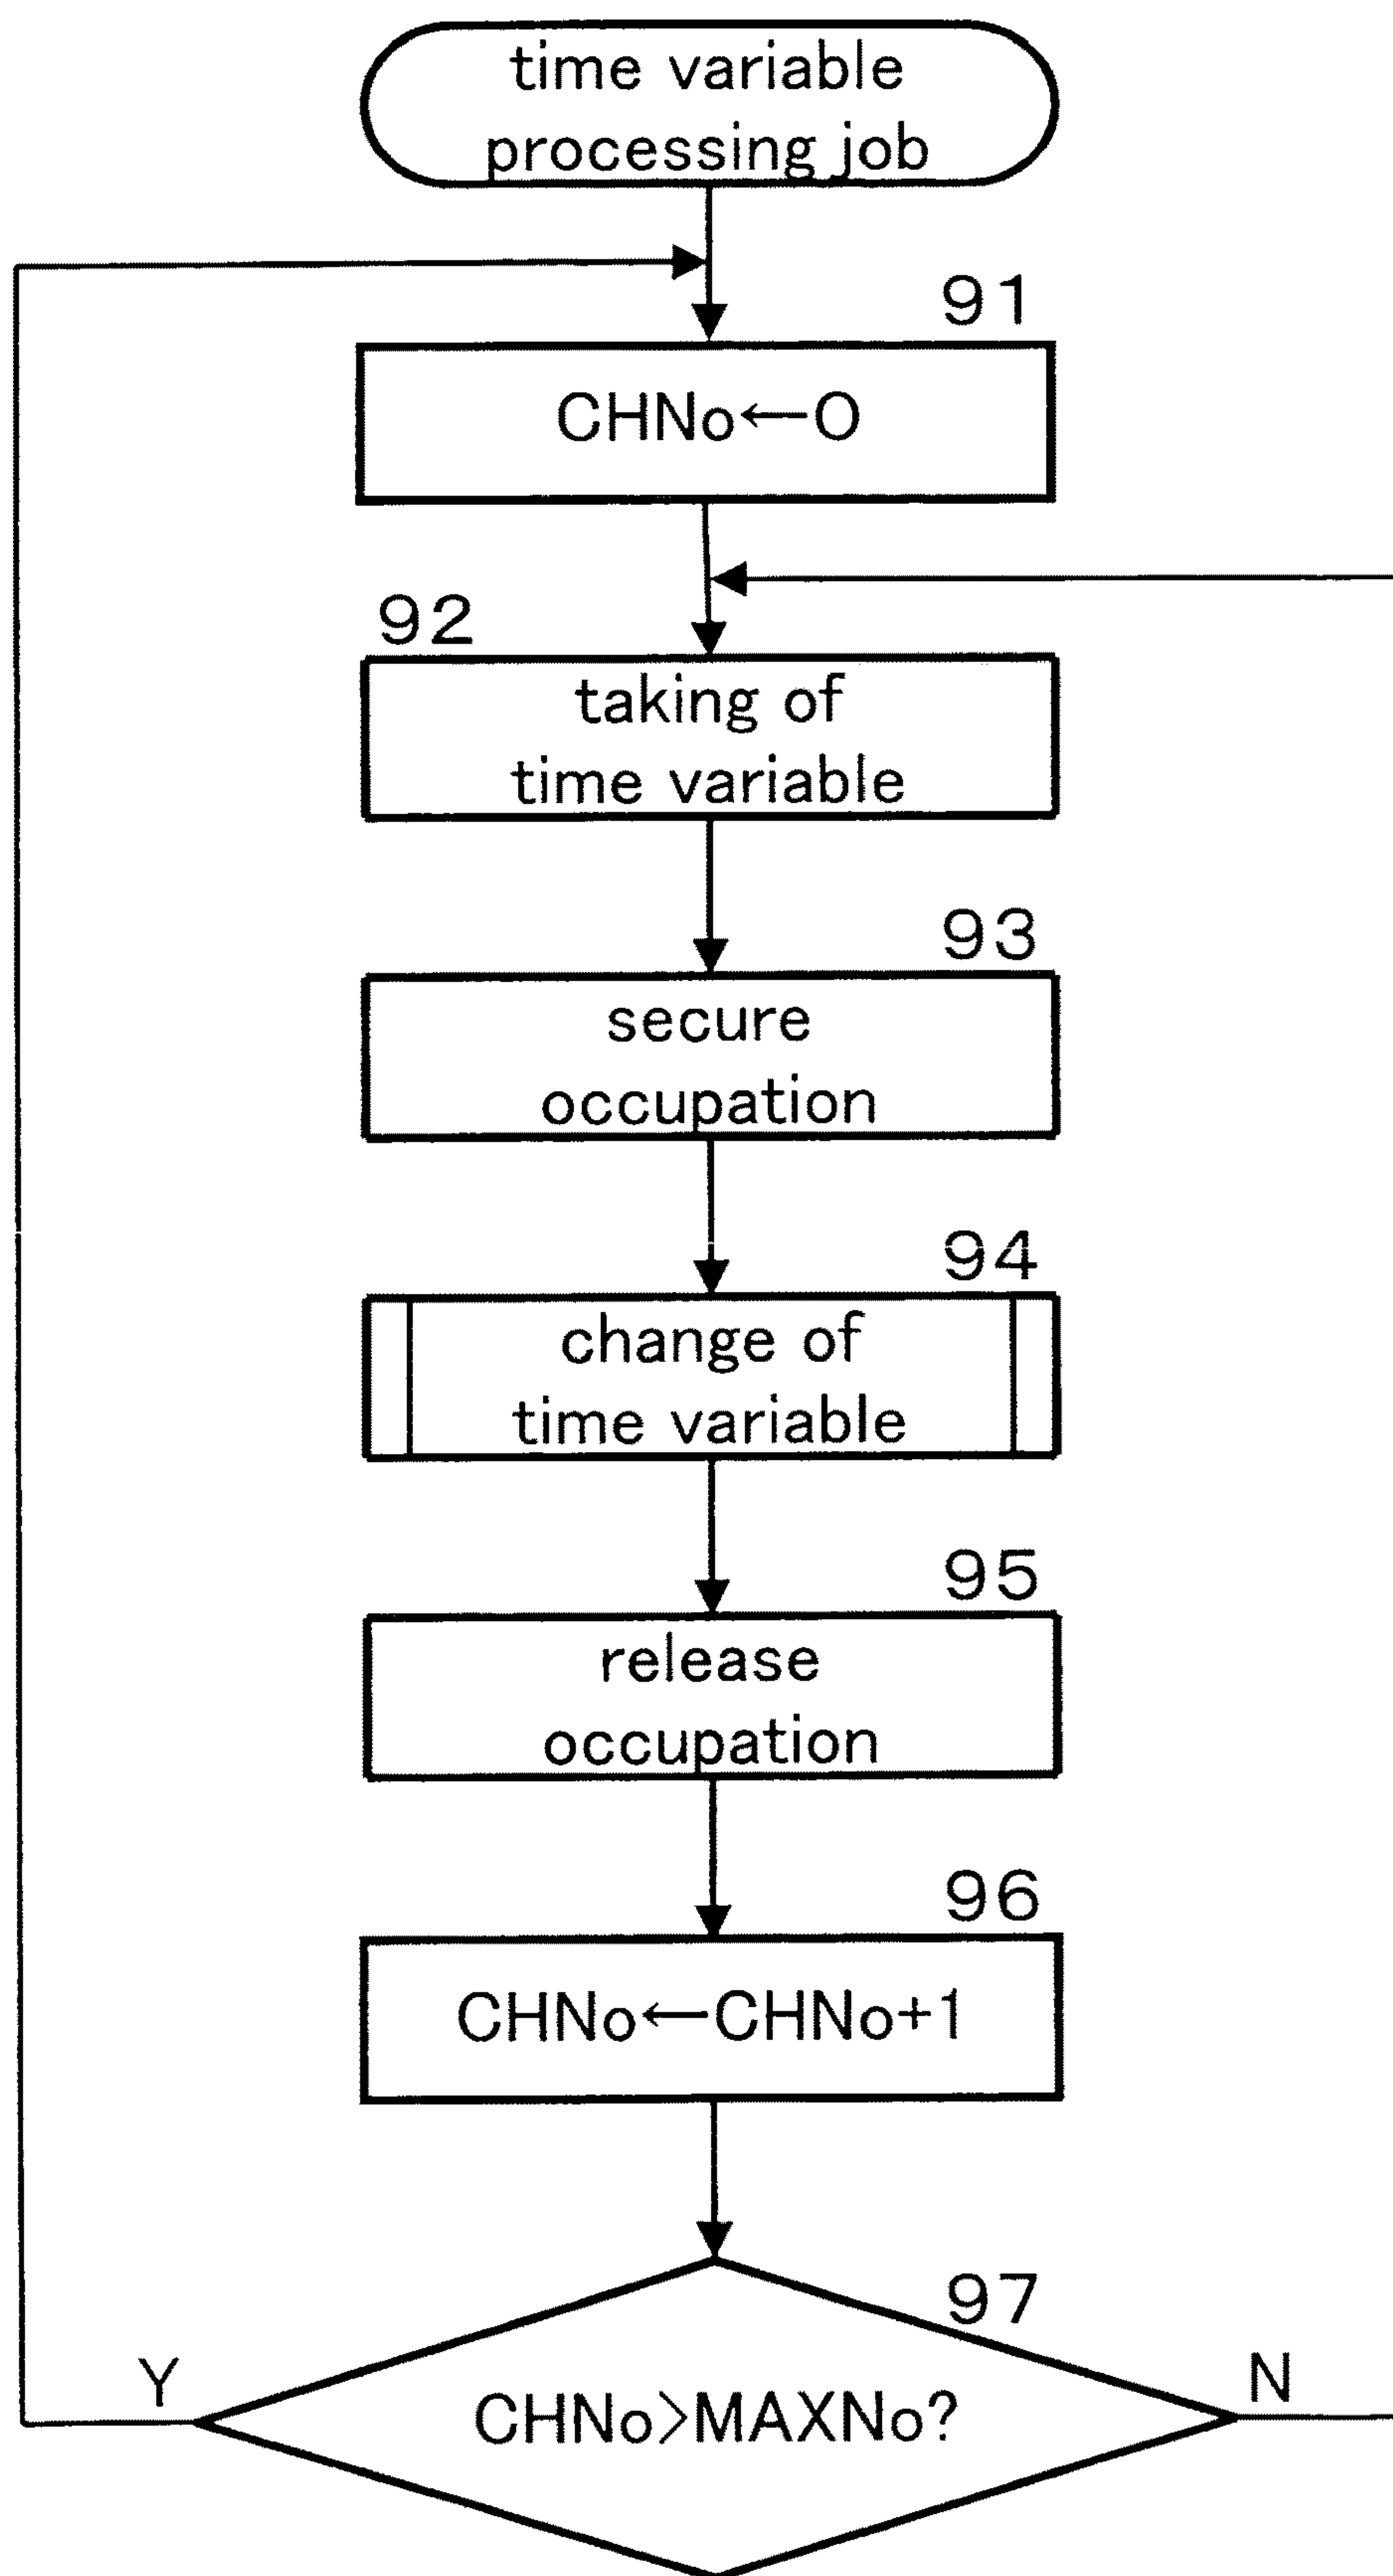 time variable
processing job
91
CHNo←O
92
taking of
time variable
93
secure
occupation
94
change of
time variable
95
release
occupation
96
CHNo←CHNo+1
97
Y
CHNo>MAXNo?
N